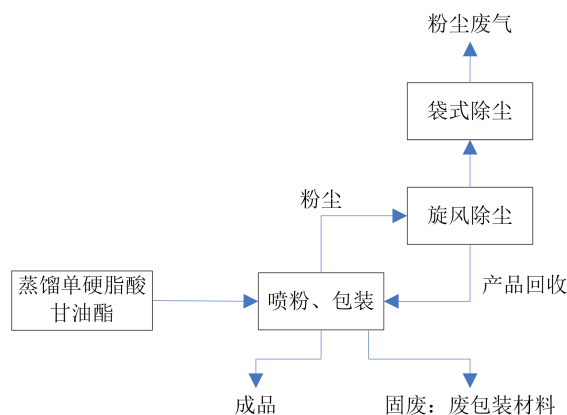 粉尘废气
袋式除尘
粉尘
旋风除尘
蒸馏单硬脂酸
甘油酯
喷粉、包装
产品回收
成品
固废：废包装材料